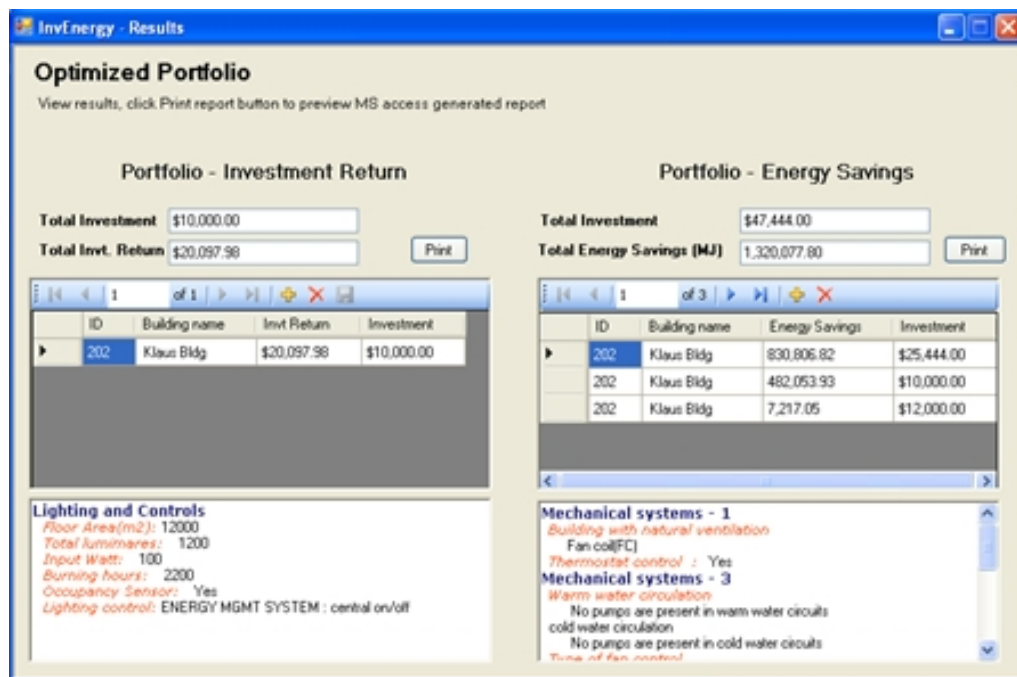 InvEnergy - Results
Optimized Portfolio
View results, click Print report button to preview MS access generated report
Portfolio - Investment Return
Total Investment $10,000.00
Total Invt. Return $20,097.98 Print
1 of 1
ID Building name Invt Return Investment
202 Klaus Bldg $20,097.98 $10,000.00
Lighting and Controls
Floor Area(m2): 12000
Total lumimares: 1200
Input Watt: 100
Burning hours: 2200
Occupancy Sensor: Yes
Lighting control: ENERGY MGMT SYSTEM : central on/off
Portfolio - Energy Savings
Total Investment $47,444.00
Total Energy Savings (MJ) 1,320,077.80 Print
1 of 3
ID Building name Energy Savings Investment
202 Klaus Bldg 830,806.82 $25,444.00
202 Klaus Bldg 482,053.93 $10,000.00
202 Klaus Bldg 7,217.05 $12,000.00
Mechanical systems - 1
Building with natural ventilation
Fan coil(FC)
Thermostat control : Yes
Mechanical systems - 3
Warm water circulation
No pumps are present in warm water circuits
cold water circulation
No pumps are present in cold water circuits
Type of fan control